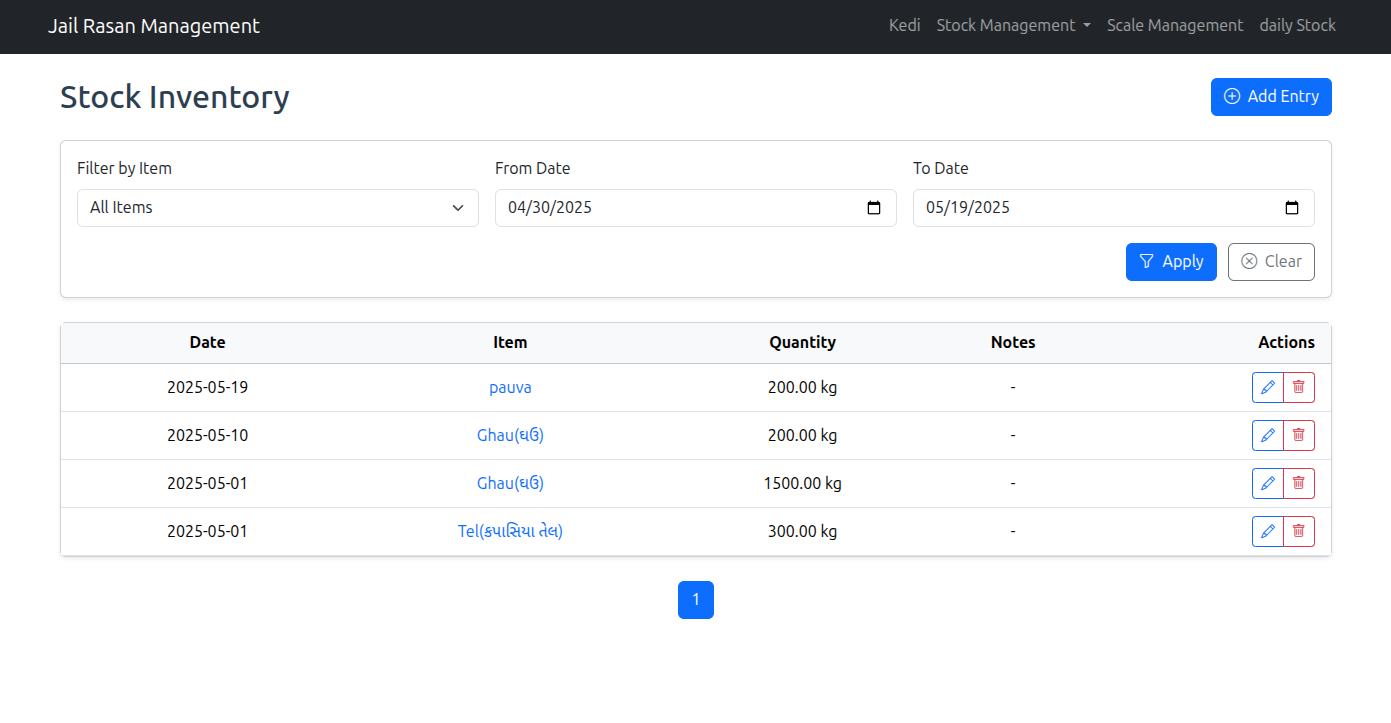 Jail Rasan Management Kedi Stock Management Scale Management daily Stock
Stock Inventory Add Entry
Filter by Item From Date To Date
All Items 04/30/2025 05/19/2025
Apply Clear
Date Item Quantity Notes Actions
2025-05-19 pauva 200.00 kg -
2025-05-10 Ghau(ઘઉં) 200.00 kg -
2025-05-01 Ghau(ઘઉં) 1500.00 kg -
2025-05-01 Tel(કપાસિયા તેલ) 300.00 kg -
1